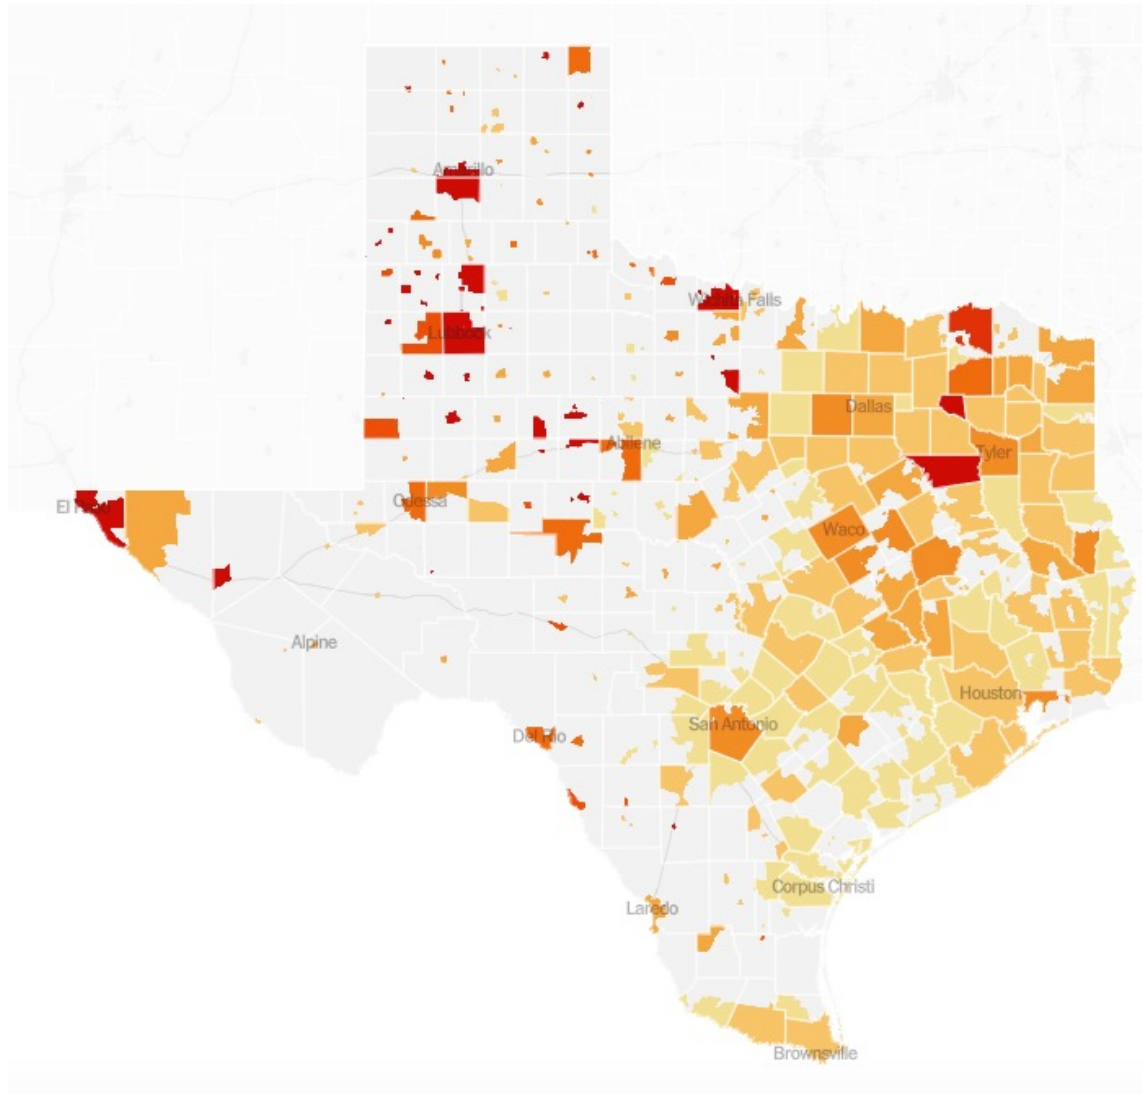 Amarillo
Wichita Falls
Lubbock
Dallas
Abilene
Tyler
Odessa
El Paso
Waco
Alpine
Houston
San Antonio
Del Rio
Corpus Christi
Laredo
Brownsville